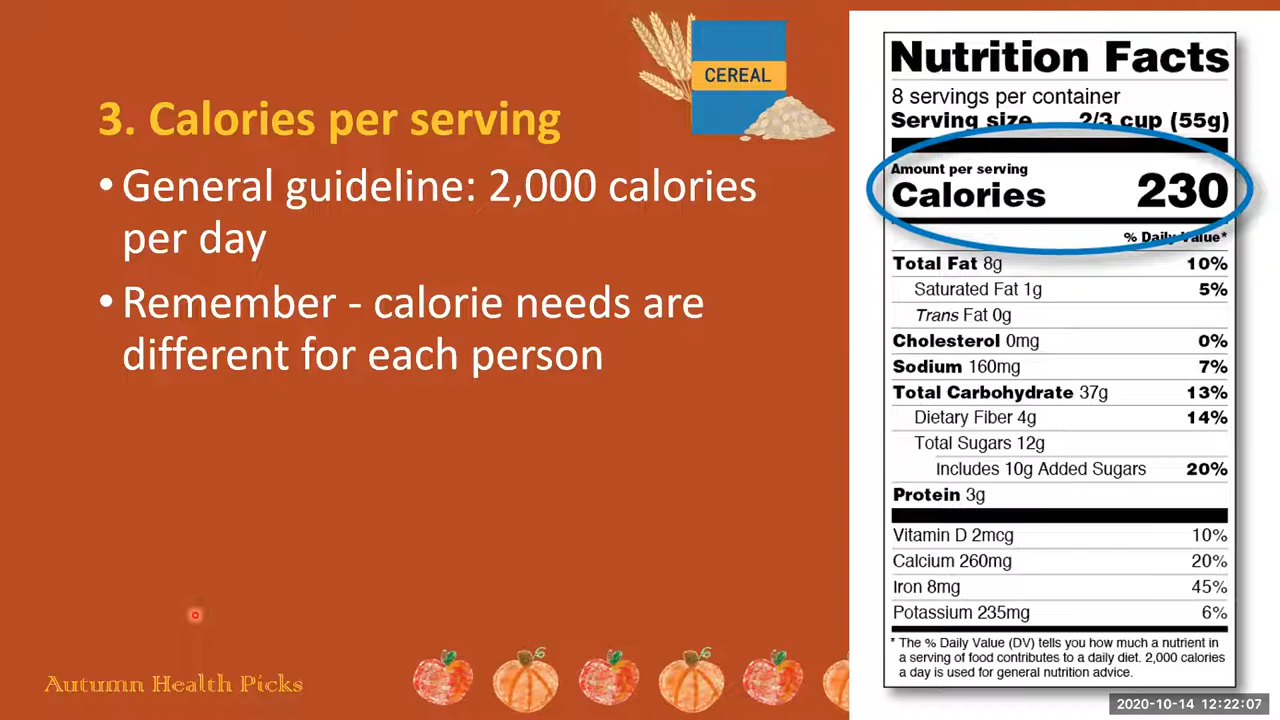 CEREAL
3. Calories per serving
• General guideline: 2,000 calories
per day
• Remember - calorie needs are
different for each person
Autumn Health Picks
Nutrition Facts
8 servings per container
Serving size 2/3 cup (55g)
Amount per serving
Calories 230
% Daily Value*
Total Fat 8g 10%
Saturated Fat 1g 5%
Trans Fat 0g
Cholesterol 0mg 0%
Sodium 160mg 7%
Total Carbohydrate 37g 13%
Dietary Fiber 4g 14%
Total Sugars 12g
Includes 10g Added Sugars 20%
Protein 3g
Vitamin D 2mcg 10%
Calcium 260mg 20%
Iron 8mg 45%
Potassium 235mg 6%
* The % Daily Value (DV) tells you how much a nutrient in
a serving of food contributes to a daily diet. 2,000 calories
a day is used for general nutrition advice.
2020-10-14 12:22:07